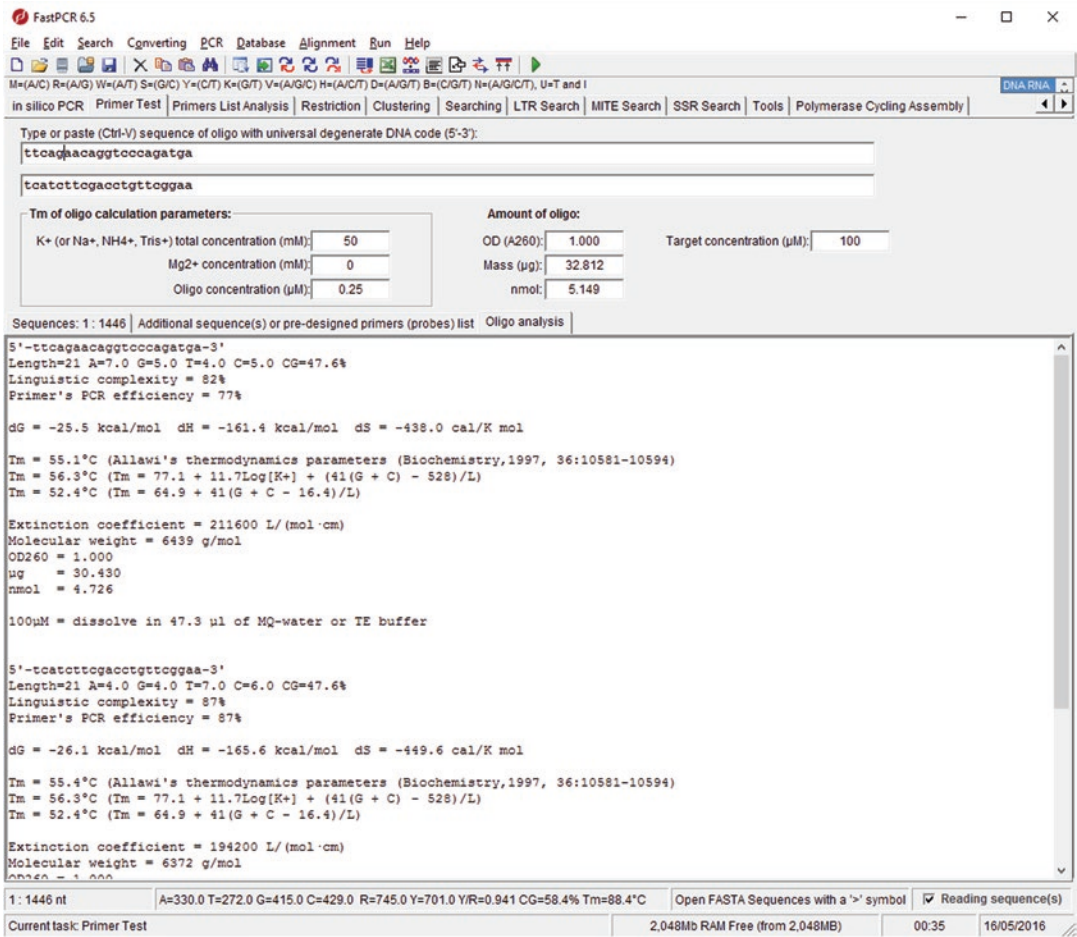 FastPCR 6.5
File Edit Search Converting PCR Database Alignment Run Help
M=(A/C) R=(A/G) W=(A/T) S=(G/C) Y=(C/T) K=(G/T) V=(A/G/C) H=(A/C/T) D=(A/G/T) B=(C/G/T) N=(A/G/C/T), U=T and I
DNA RNA
in silico PCR Primer Test Primers List Analysis Restriction Clustering Searching LTR Search MITE Search SSR Search Tools Polymerase Cycling Assembly
Type or paste (Ctrl-V) sequence of oligo with universal degenerate DNA code (5'-3'):
ttcagaacaggtcccagatga
tcatcttcgacctgttcggaa
Tm of oligo calculation parameters: Amount of oligo:
K+ (or Na+, NH4+, Tris+) total concentration (mM): 50 OD (A260): 1.000 Target concentration (µM): 100
Mg2+ concentration (mM): 0 Mass (µg): 32.812
Oligo concentration (µM): 0.25 nmol: 5.149
Sequences: 1 : 1446 Additional sequence(s) or pre-designed primers (probes) list Oligo analysis
5'-ttcagaacaggtcccagatga-3'
Length=21 A=7.0 G=5.0 T=4.0 C=5.0 CG=47.6%
Linguistic complexity = 82%
Primer's PCR efficiency = 77%
dG = -25.5 kcal/mol dH = -161.4 kcal/mol dS = -438.0 cal/K mol
Tm = 55.1°C (Allawi's thermodynamics parameters (Biochemistry,1997, 36:10581-10594)
Tm = 56.3°C (Tm = 77.1 + 11.7Log[K+] + (41(G + C) - 528)/L)
Tm = 52.4°C (Tm = 64.9 + 41(G + C - 16.4)/L)
Extinction coefficient = 211600 L/(mol·cm)
Molecular weight = 6439 g/mol
OD260 = 1.000
µg = 30.430
nmol = 4.726
100µM = dissolve in 47.3 µl of MQ-water or TE buffer
5'-tcatcttcgacctgttcggaa-3'
Length=21 A=4.0 G=4.0 T=7.0 C=6.0 CG=47.6%
Linguistic complexity = 87%
Primer's PCR efficiency = 87%
dG = -26.1 kcal/mol dH = -165.6 kcal/mol dS = -449.6 cal/K mol
Tm = 55.4°C (Allawi's thermodynamics parameters (Biochemistry,1997, 36:10581-10594)
Tm = 56.3°C (Tm = 77.1 + 11.7Log[K+] + (41(G + C) - 528)/L)
Tm = 52.4°C (Tm = 64.9 + 41(G + C - 16.4)/L)
Extinction coefficient = 194200 L/(mol·cm)
Molecular weight = 6372 g/mol
OD260 = 1.000
1 : 1446 nt A=330.0 T=272.0 G=415.0 C=429.0 R=745.0 Y=701.0 Y/R=0.941 CG=58.4% Tm=88.4°C Open FASTA Sequences with a '>' symbol Reading sequence(s)
Current task: Primer Test 2,048Mb RAM Free (from 2,048MB) 00:35 16/05/2016